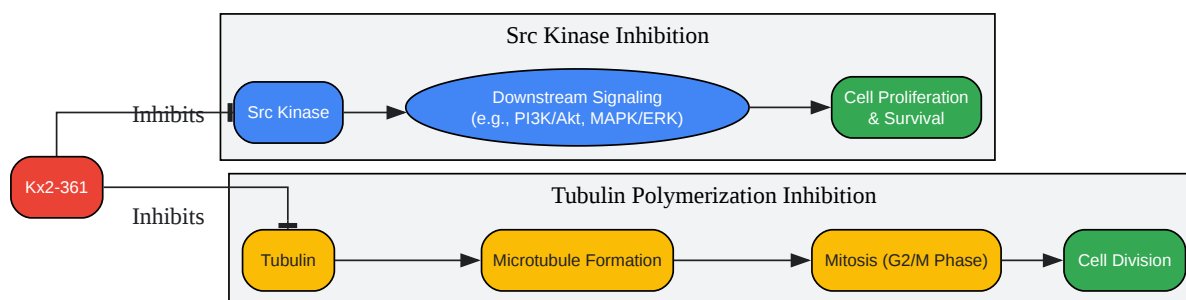 Src Kinase Inhibition
Inhibits
Src Kinase
Downstream Signaling
(e.g., PI3K/Akt, MAPK/ERK)
Cell Proliferation
& Survival
Kx2-361
Tubulin Polymerization Inhibition
Inhibits
Tubulin
Microtubule Formation
Mitosis (G2/M Phase)
Cell Division